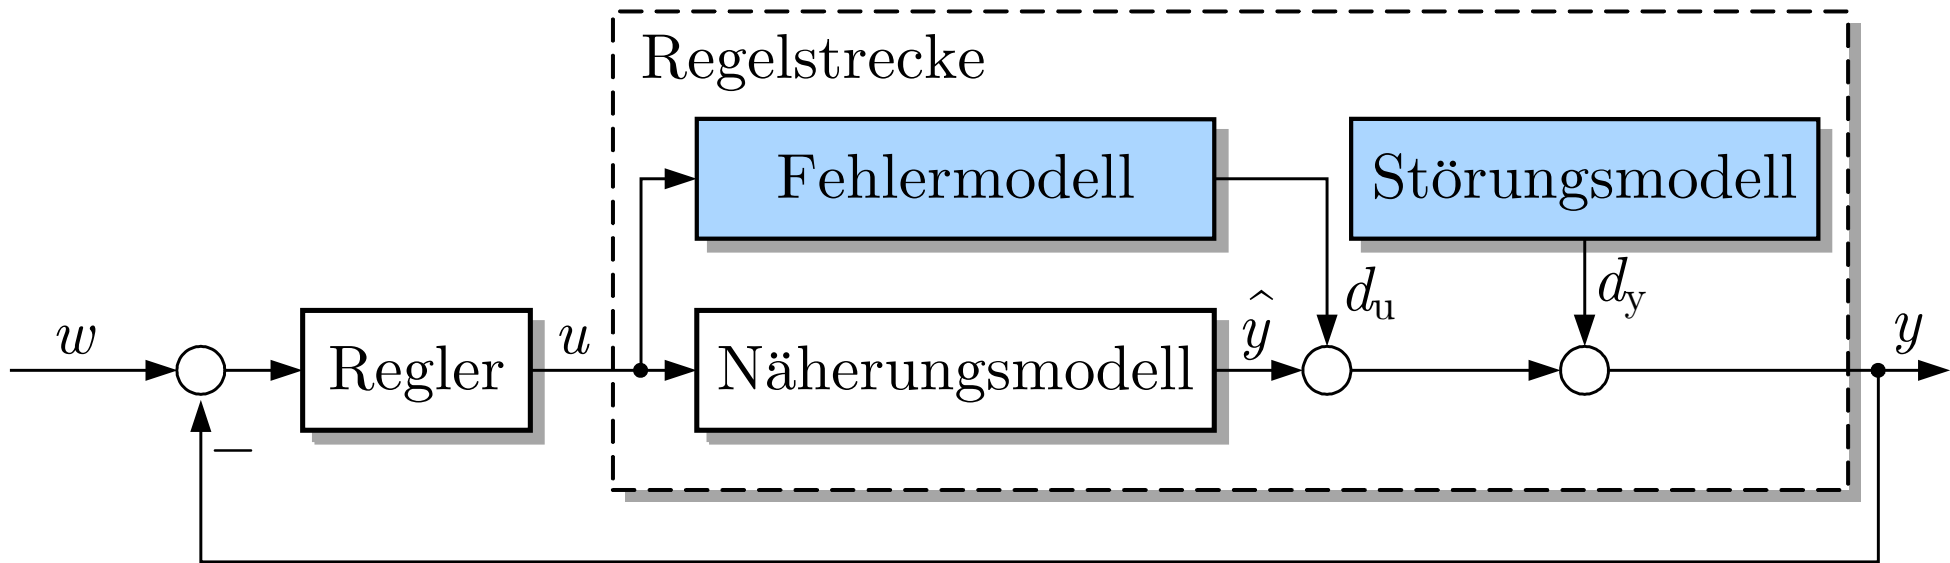 Regelstrecke
Fehlermodell
Störungsmodell
d_u
d_y
w
Regler
u
Näherungsmodell
ŷ
y
−